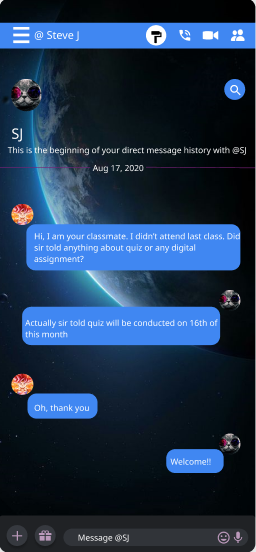 @ Steve J
SJ
This is the beginning of your direct message history with @SJ
Aug 17, 2020
Hi, I am your classmate. I didn't attend last class. Did
sir told anything about quiz or any digital
assignment?
Actually sir told quiz will be conducted on 16th of
this month
Oh, thank you
Welcome!!
Message @SJ